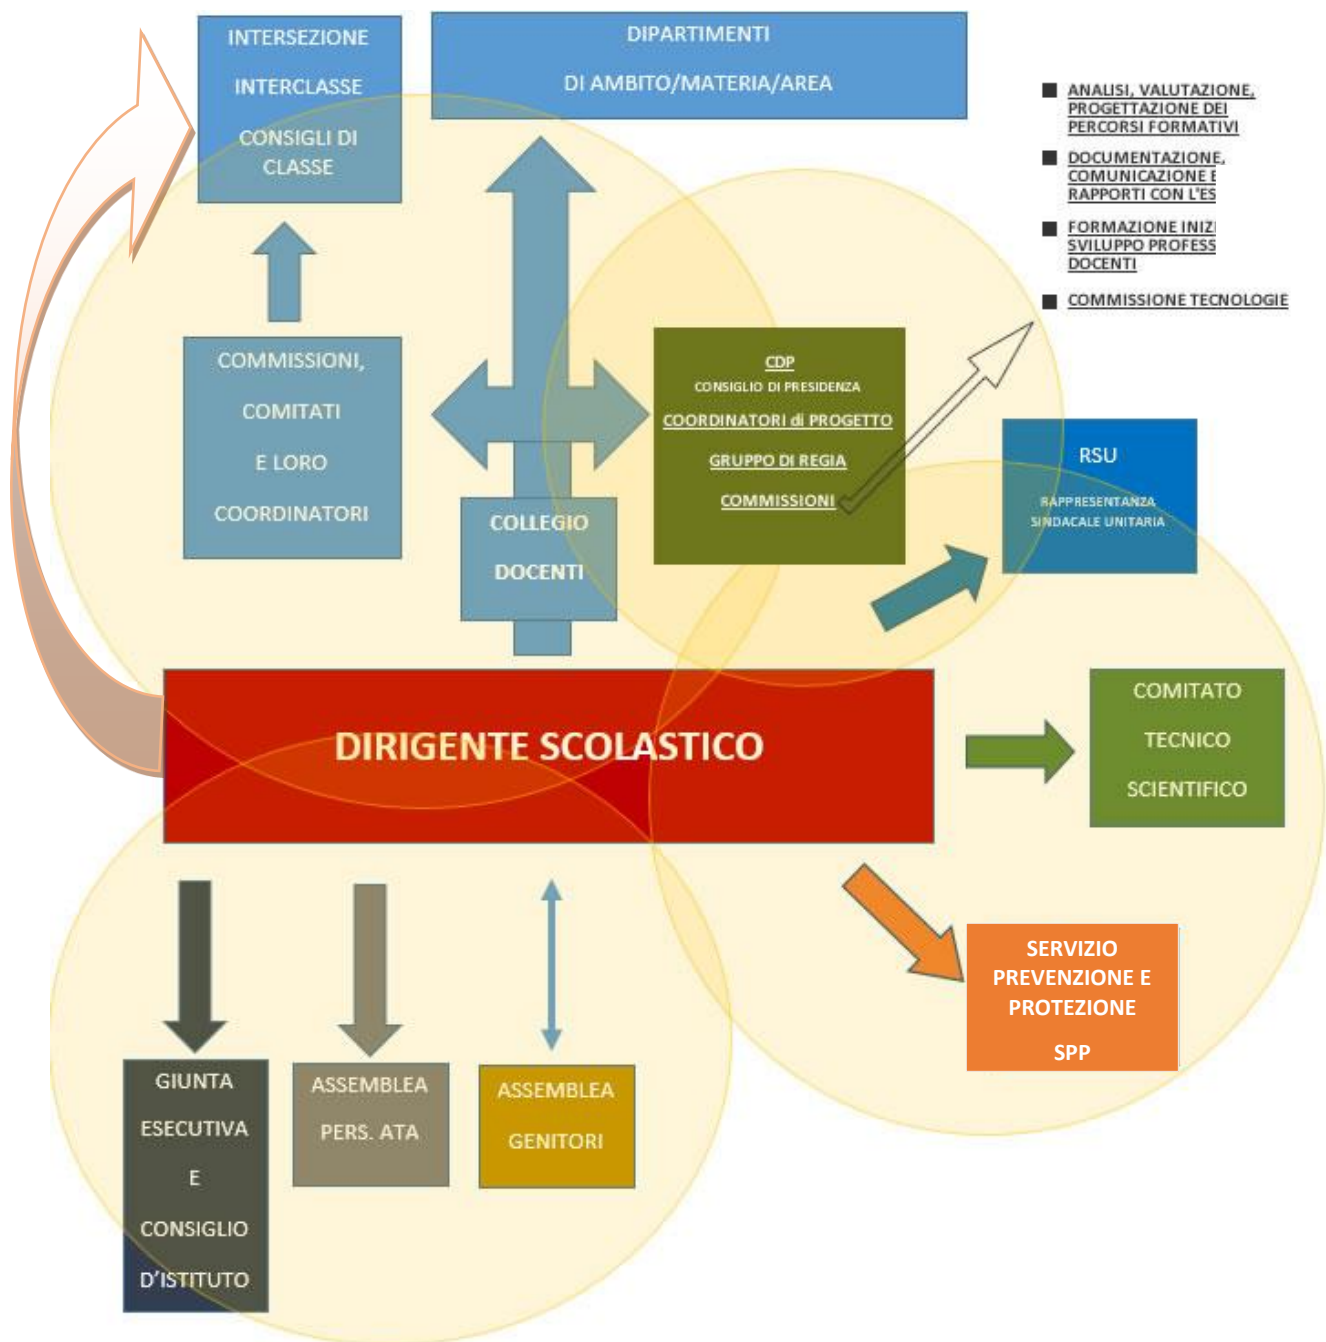 INTERSEZIONE
INTERCLASSE
CONSIGLI DI
CLASSE
DIPARTIMENTI
DI AMBITO/MATERIA/AREA
ANALISI, VALUTAZIONE,
PROGETTAZIONE DEI
PERCORSI FORMATIVI
DOCUMENTAZIONE,
COMUNICAZIONE E
RAPPORTI CON L'ES
FORMAZIONE INIZI
SVILUPPO PROFESS
DOCENTI
COMMISSIONE TECNOLOGIE
COMMISSIONI,
COMITATI
E LORO
COORDINATORI
CDP
CONSIGLIO DI PRESIDENZA
COORDINATORI di PROGETTO
GRUPPO DI REGIA
COMMISSIONI
RSU
RAPPRESENTANZA
SINDACALE UNITARIA
COLLEGIO
DOCENTI
DIRIGENTE SCOLASTICO
COMITATO
TECNICO
SCIENTIFICO
SERVIZIO
PREVENZIONE E
PROTEZIONE
SPP
GIUNTA
ESECUTIVA
E
CONSIGLIO
D'ISTITUTO
ASSEMBLEA
PERS. ATA
ASSEMBLEA
GENITORI